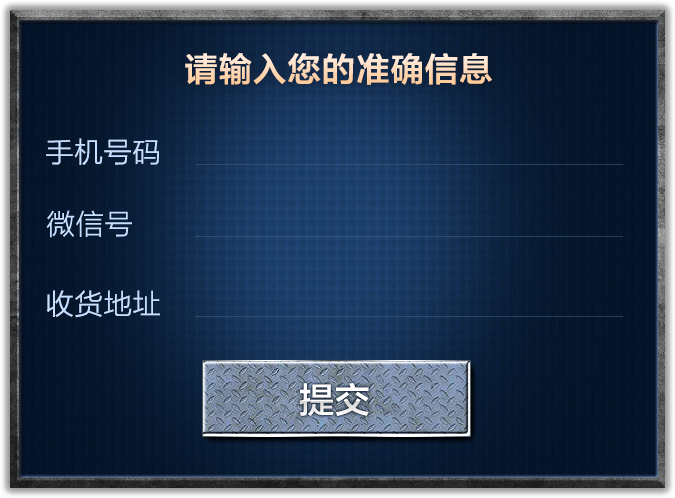 请输入您的准确信息
手机号码
微信号
收货地址
提交